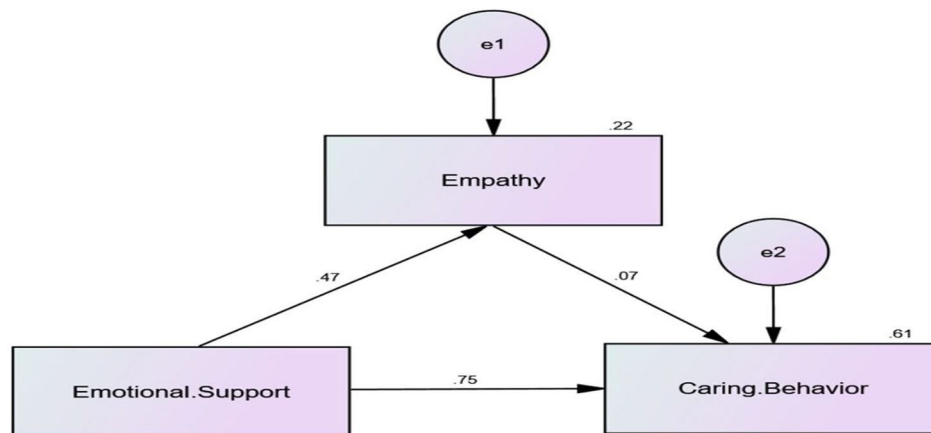 e1
.22
Empathy
e2
.47
.07
.61
Emotional.Support
.75
Caring.Behavior